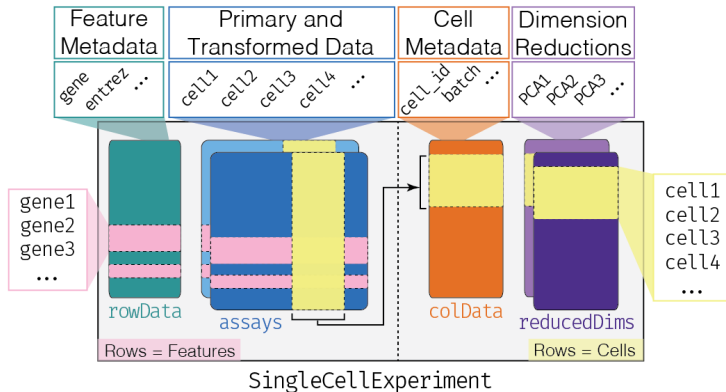 Feature
Metadata
Primary and
Transformed Data
Cell
Metadata
Dimension
Reductions
gene
entrez
...
cell1
cell2
cell3
cell4
...
cell_id
batch
...
PCA1
PCA2
PCA3
...
gene1
gene2
gene3
...
cell1
cell2
cell3
cell4
...
rowData
assays
colData
reducedDims
Rows = Features
Rows = Cells
SingleCellExperiment